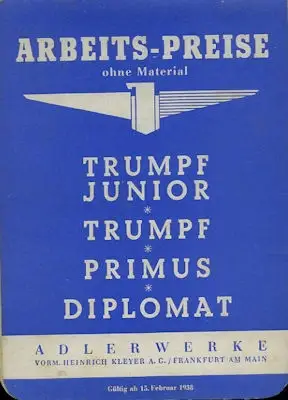 ARBEITS-PREISE
ohne Material
TRUMPF
JUNIOR
*
TRUMPF
*
PRIMUS
*
DIPLOMAT
ADLERWERKE
VORM. HEINRICH KLEYER A. G. / FRANKFURT AM MAIN
Gültig ab 15. Februar 1938